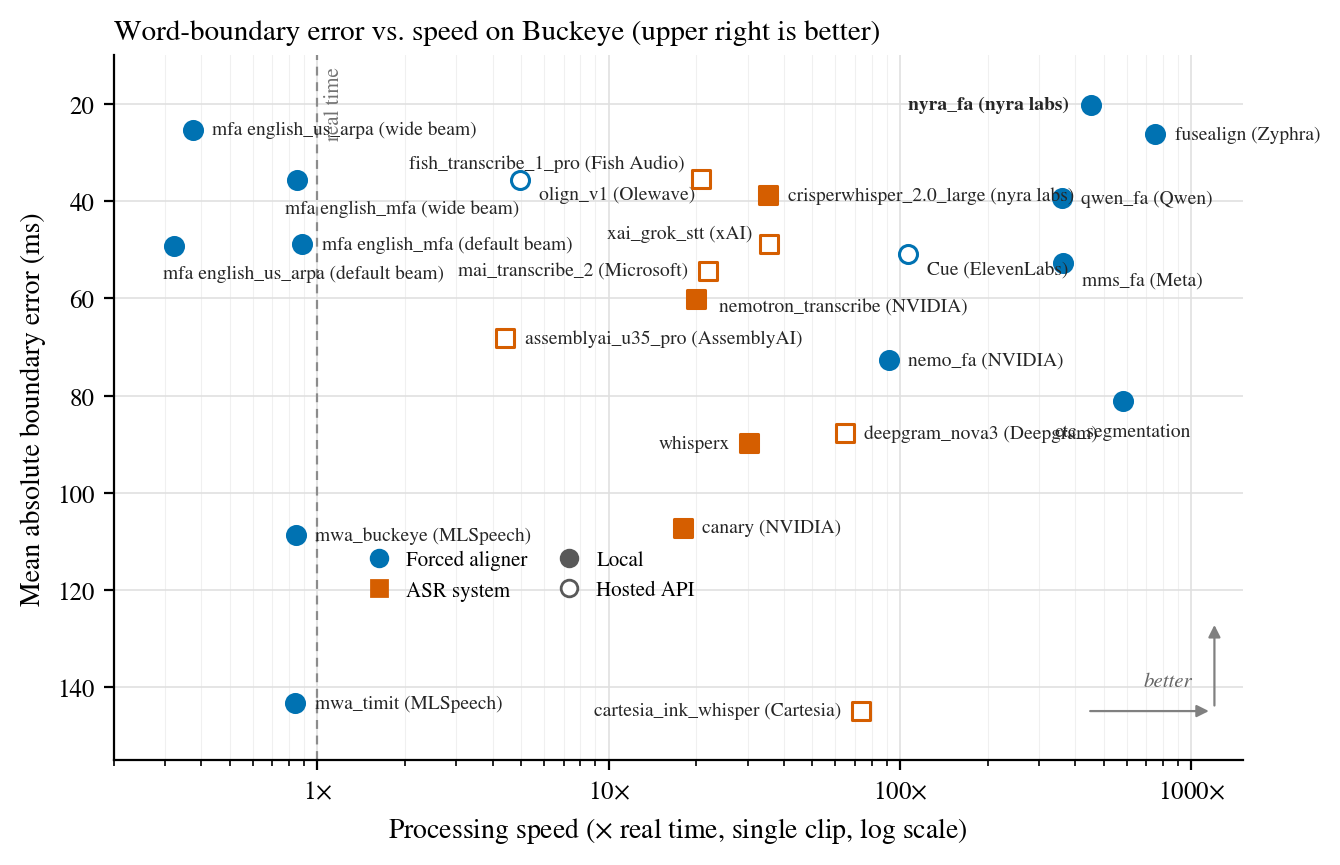 Word-boundary error vs. speed on Buckeye (upper right is better)
real time
20
nyra_fa (nyra labs)
mfa english_us_arpa (wide beam)
fusealign (Zyphra)
fish_transcribe_1_pro (Fish Audio)
olign_v1 (Olewave)
crisperwhisper_2.0_large (nyra labs)
qwen_fa (Qwen)
40
mfa english_mfa (wide beam)
xai_grok_stt (xAI)
mfa english_mfa (default beam)
mfa english_us_arpa (default beam)
mai_transcribe_2 (Microsoft)
Cue (ElevenLabs)
mms_fa (Meta)
60
nemotron_transcribe (NVIDIA)
assemblyai_u35_pro (AssemblyAI)
nemo_fa (NVIDIA)
80
deepgram_nova3 (Deepgram)
ctc_segmentation
whisperx
100
canary (NVIDIA)
mwa_buckeye (MLSpeech)
Forced aligner
Local
ASR system
Hosted API
120
better
140
mwa_timit (MLSpeech)
cartesia_ink_whisper (Cartesia)
Mean absolute boundary error (ms)
1× 10× 100× 1000×
Processing speed (× real time, single clip, log scale)